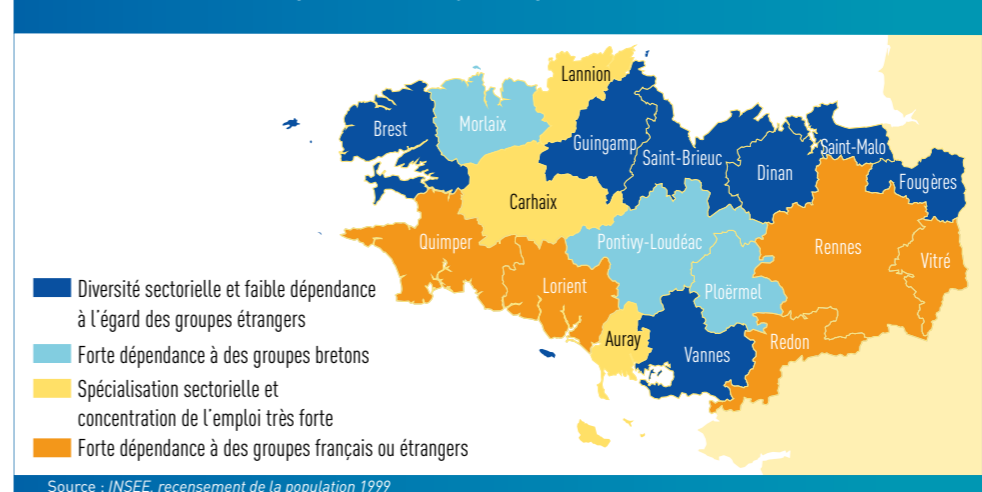 Lannion
Brest
Morlaix
Guingamp
Saint-Brieuc
Saint-Malo
Dinan
Fougères
Carhaix
Quimper
Pontivy-Loudéac
Rennes
Vitré
Lorient
Ploërmel
Auray
Vannes
Redon
Diversité sectorielle et faible dépendance
à l’égard des groupes étrangers
Forte dépendance à des groupes bretons
Spécialisation sectorielle et
concentration de l’emploi très forte
Forte dépendance à des groupes français ou étrangers
Source : INSEE, recensement de la population 1999